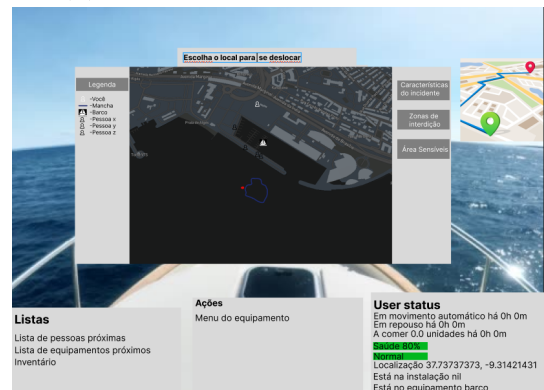 Escolha o local para se deslocar
Legenda
-Você
-Mancha
-Barco
-Pessoa x
-Pessoa y
-Pessoa z
Características
do incidente
Zonas de
interdição
Área Sensíveis
Listas
Lista de pessoas próximas
Lista de equipamentos próximos
Inventário
Ações
Menu do equipamento
User status
Em movimento automático há 0h 0m
Em repouso há 0h 0m
A comer 0.0 unidades há 0h 0m
Saúde 80%
Normal
Localização 37.73737373, -9.31421431
Está na instalação nil
Está no equipamento barco